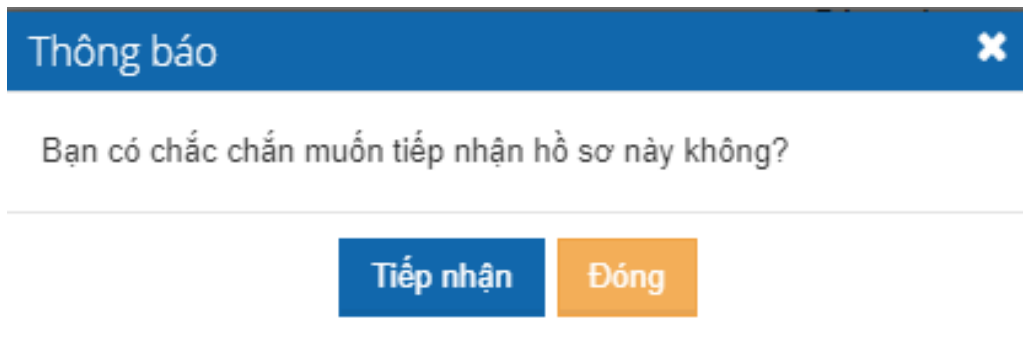 Thông báo
Bạn có chắc chắn muốn tiếp nhận hồ sơ này không?
Tiếp nhận Đóng